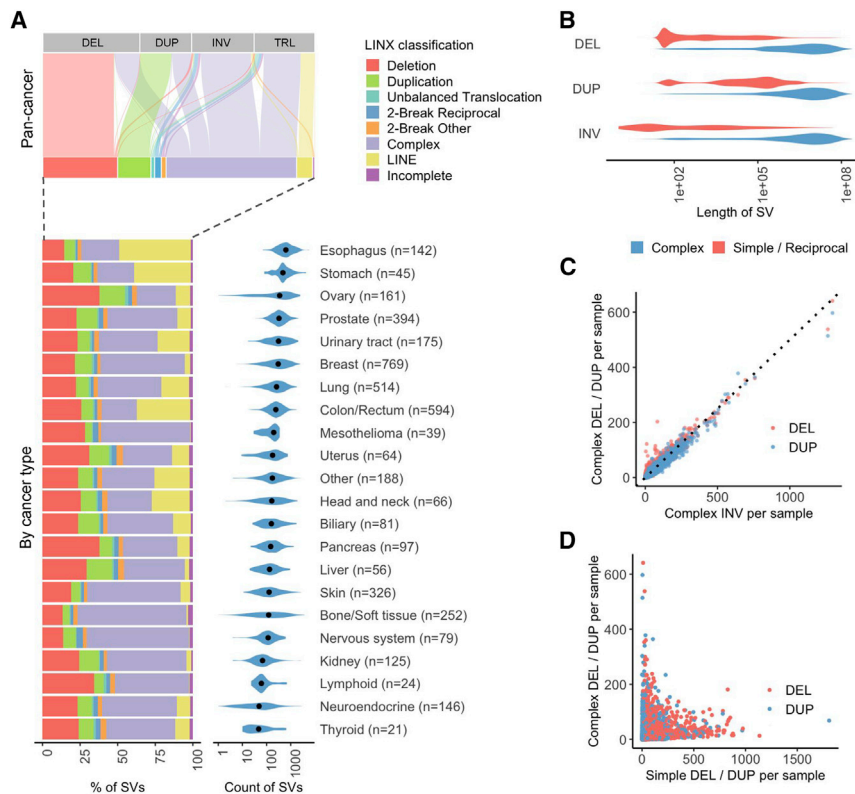 A
DEL
DUP
INV
TRL
Pan-cancer
LINX classification
Deletion
Duplication
Unbalanced Translocation
2-Break Reciprocal
2-Break Other
Complex
LINE
Incomplete
By cancer type
Esophagus (n=142)
Stomach (n=45)
Ovary (n=161)
Prostate (n=394)
Urinary tract (n=175)
Breast (n=769)
Lung (n=514)
Colon/Rectum (n=594)
Mesothelioma (n=39)
Uterus (n=64)
Other (n=188)
Head and neck (n=66)
Biliary (n=81)
Pancreas (n=97)
Liver (n=56)
Skin (n=326)
Bone/Soft tissue (n=252)
Nervous system (n=79)
Kidney (n=125)
Lymphoid (n=24)
Neuroendocrine (n=146)
Thyroid (n=21)
0
50
100
% of SVs
1
10
100
1000
Count of SVs
B
DEL
DUP
INV
1e+02
1e+05
1e+08
Length of SV
Complex
Simple / Reciprocal
C
Complex DEL / DUP per sample
600
400
200
0
DEL
DUP
0
500
1000
Complex INV per sample
D
Complex DEL / DUP per sample
600
400
200
0
DEL
DUP
0
500
1000
1500
Simple DEL / DUP per sample